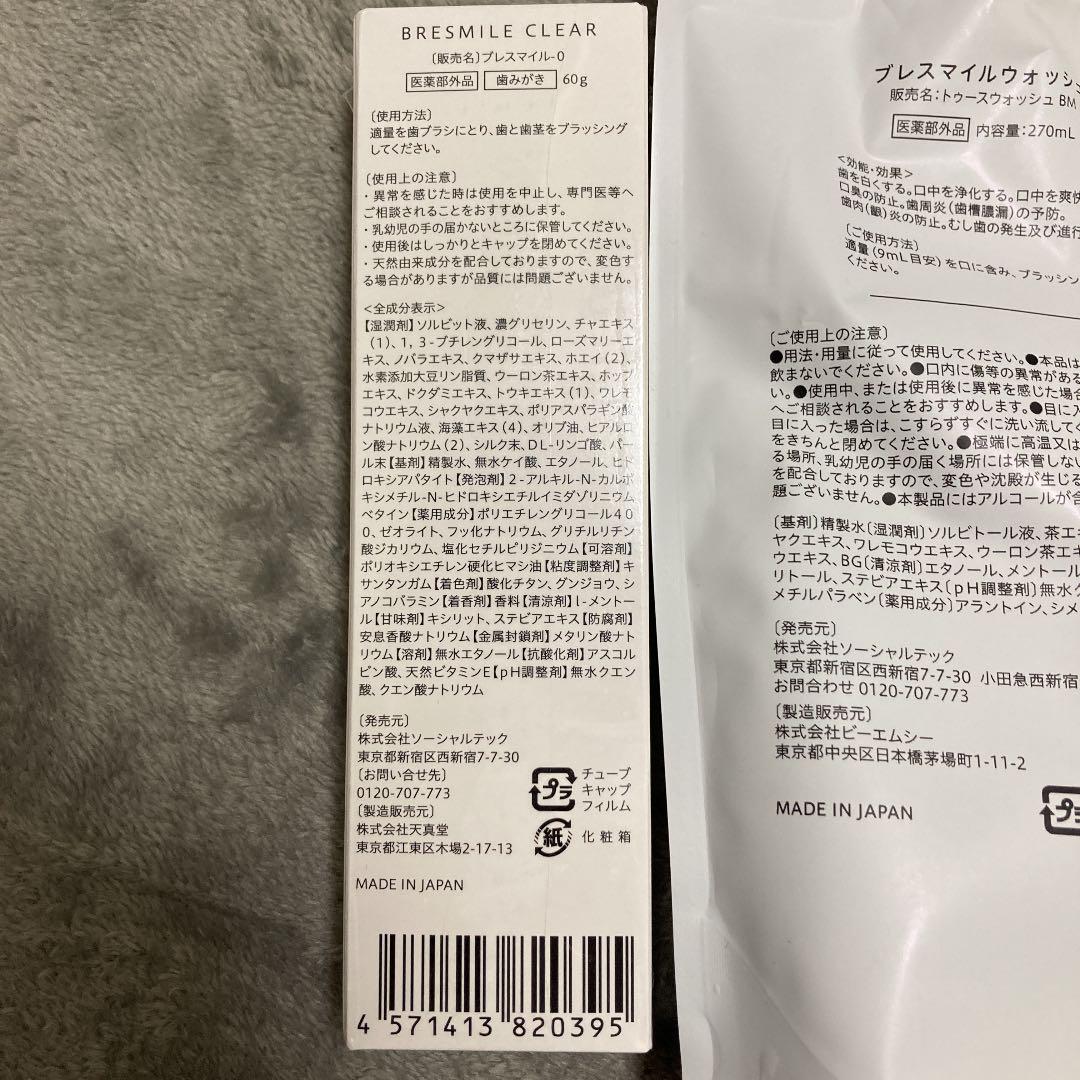 BRESMILE CLEAR
〔販売名〕ブレスマイル-0
医薬部外品 歯みがき 60g
〔使用方法〕
適量を歯ブラシにとり、歯と歯茎をブラッシング
してください。
〔使用上の注意〕
・異常を感じた時は使用を中止し、専門医等へ
ご相談されることをおすすめします。
・乳幼児の手の届かないところに保管してください。
・使用後はしっかりとキャップを閉めてください。
・天然由来成分を配合しておりますので、変色す
る場合がありますが品質には問題ございません。
<全成分表示>
【湿潤剤】ソルビット液、濃グリセリン、チャエキス
(1)、1,3-ブチレングリコール、ローズマリーエ
キス、ノバラエキス、クマザサエキス、ホエイ(2)、
水素添加大豆リン脂質、ウーロン茶エキス、ホップ
エキス、ドクダミエキス、トウキエキス(1)、ワレモ
コウエキス、シャクヤクエキス、ポリアスパラギン酸
ナトリウム液、海藻エキス(4)、オリブ油、ヒアルロ
ン酸ナトリウム(2)、シルク末、DL-リンゴ酸、パー
ル末【基剤】精製水、無水ケイ酸、エタノール、ヒド
ロキシアパタイト【発泡剤】2-アルキル-N-カルボ
キシメチル-N-ヒドロキシエチルイミダゾリニウム
ベタイン【薬用成分】ポリエチレングリコール40
0、ゼオライト、フッ化ナトリウム、グリチルリチン
酸ジカリウム、塩化セチルピリジニウム【可溶剤】
ポリオキシエチレン硬化ヒマシ油【粘度調整剤】キ
サンタンガム【着色剤】酸化チタン、グンジョウ、シ
アノコバラミン【着香剤】香料【清涼剤】l-メントー
ル【甘味剤】キシリット、ステビアエキス【防腐剤】
安息香酸ナトリウム【金属封鎖剤】メタリン酸ナト
リウム【溶剤】無水エタノール【抗酸化剤】アスコル
ビン酸、天然ビタミンE【pH調整剤】無水クエン
酸、クエン酸ナトリウム
〔発売元〕
株式会社ソーシャルテック
東京都新宿区西新宿7-7-30
〔お問い合せ先〕
0120-707-773
〔製造販売元〕
株式会社天真堂
東京都江東区木場2-17-13
プラ
チューブ
キャップ
フィルム
紙
化粧箱
MADE IN JAPAN
4 571413 820395
ブレスマイルウォッシュ
販売名:トゥースウォッシュ BM
医薬部外品 内容量:270mL
<効能・効果>
歯を白くする。口中を浄化する。口中を爽快
口臭の防止。歯周炎(歯槽膿漏)の予防。
歯肉(齦)炎の防止。むし歯の発生及び進行
〔ご使用方法〕
適量(9mL目安)を口に含み、ブラッシン
ください。
〔ご使用上の注意〕
●用法・用量に従って使用してください。●本品は
飲まないでください。●口内に傷等の異常がある
い。●使用中、または使用後に異常を感じた場合
へご相談されることをおすすめします。●目に入
目に入った場合は、こすらずすぐに洗い流してく
をきちんと閉めてください。●極端に高温又は
る場所、乳幼児の手の届く場所には保管しない
を配合しておりますので、変色や沈殿が生じる
題ございません。●本製品にはアルコールが含
〔基剤〕精製水〔湿潤剤〕ソルビトール液、茶エキ
ヤクエキス、ワレモコウエキス、ウーロン茶エキ
ウエキス、BG〔清涼剤〕エタノール、メントール
リトール、ステビアエキス〔pH調整剤〕無水ク
メチルパラベン〔薬用成分〕アラントイン、シメ
〔発売元〕
株式会社ソーシャルテック
東京都新宿区西新宿7-7-30 小田急西新宿
お問合わせ 0120-707-773
〔製造販売元〕
株式会社ビーエムシー
東京都中央区日本橋茅場町1-11-2
MADE IN JAPAN
プラ